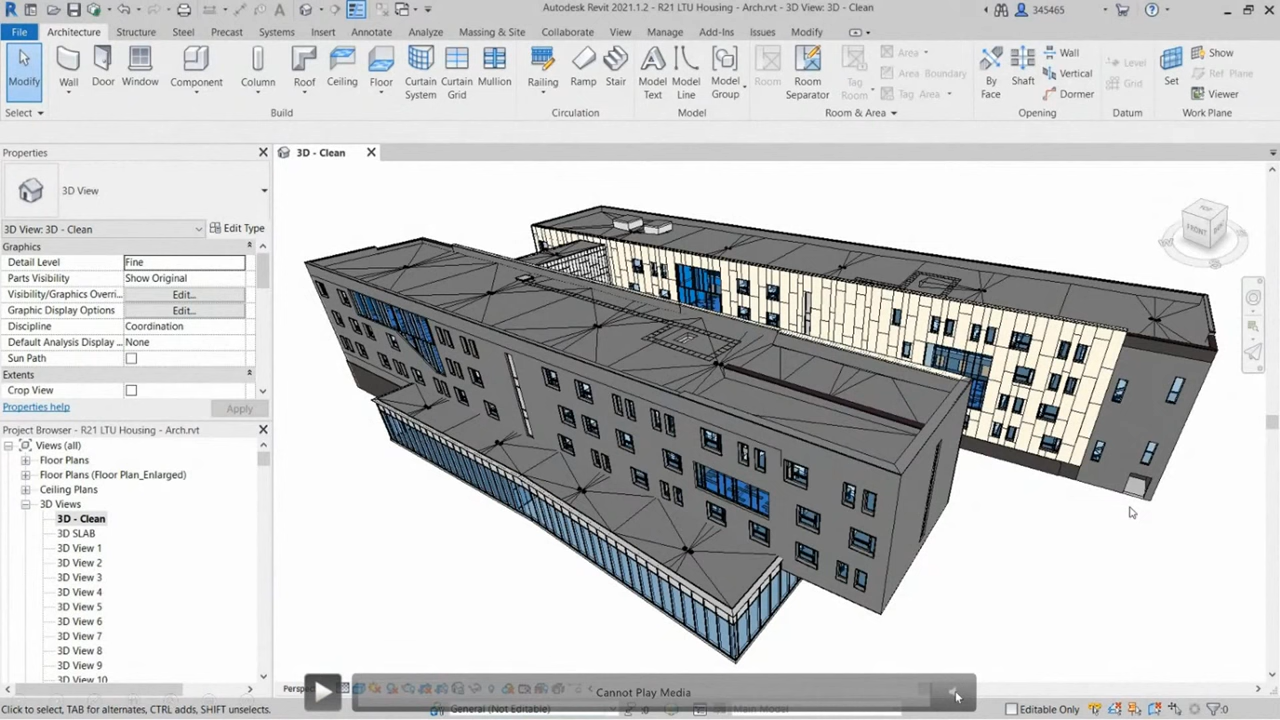 Autodesk Revit 2021.1.2 - R21 LTU Housing - Arch.rvt - 3D View: 3D - Clean
345465
File Architecture Structure Steel Precast Systems Insert Annotate Analyze Massing & Site Collaborate View Manage Add-Ins Issues Modify
Modify Wall Door Window Component Column Roof Ceiling Floor Curtain System Curtain Grid Mullion Railing Ramp Stair Model Text Model Line Model Group Room Room Separator Tag Room Area Area Boundary Tag Area By Face Shaft Wall Vertical Dormer Level Grid Set Show Ref Plane Viewer
Select Build Circulation Model Room & Area Opening Datum Work Plane
Properties
3D - Clean
3D View
3D View: 3D - Clean
Edit Type
Graphics
Detail Level Fine
Parts Visibility Show Original
Visibility/Graphics Overri... Edit...
Graphic Display Options Edit...
Discipline Coordination
Default Analysis Display ... None
Sun Path
Extents
Crop View
Properties help
Apply
Project Browser - R21 LTU Housing - Arch.rvt
Views (all)
Floor Plans
Floor Plans (Floor_Plan_Enlarged)
Ceiling Plans
3D Views
3D - Clean
3D SLAB
3D View 1
3D View 2
3D View 3
3D View 4
3D View 5
3D View 6
3D View 7
3D View 8
3D View 9
3D View 10
TOP
FRONT
Cannot Play Media
Click to select, TAB for alternates, CTRL adds, SHIFT unselects.
General (Not Editable)
:0
Main Model
Editable Only
:0